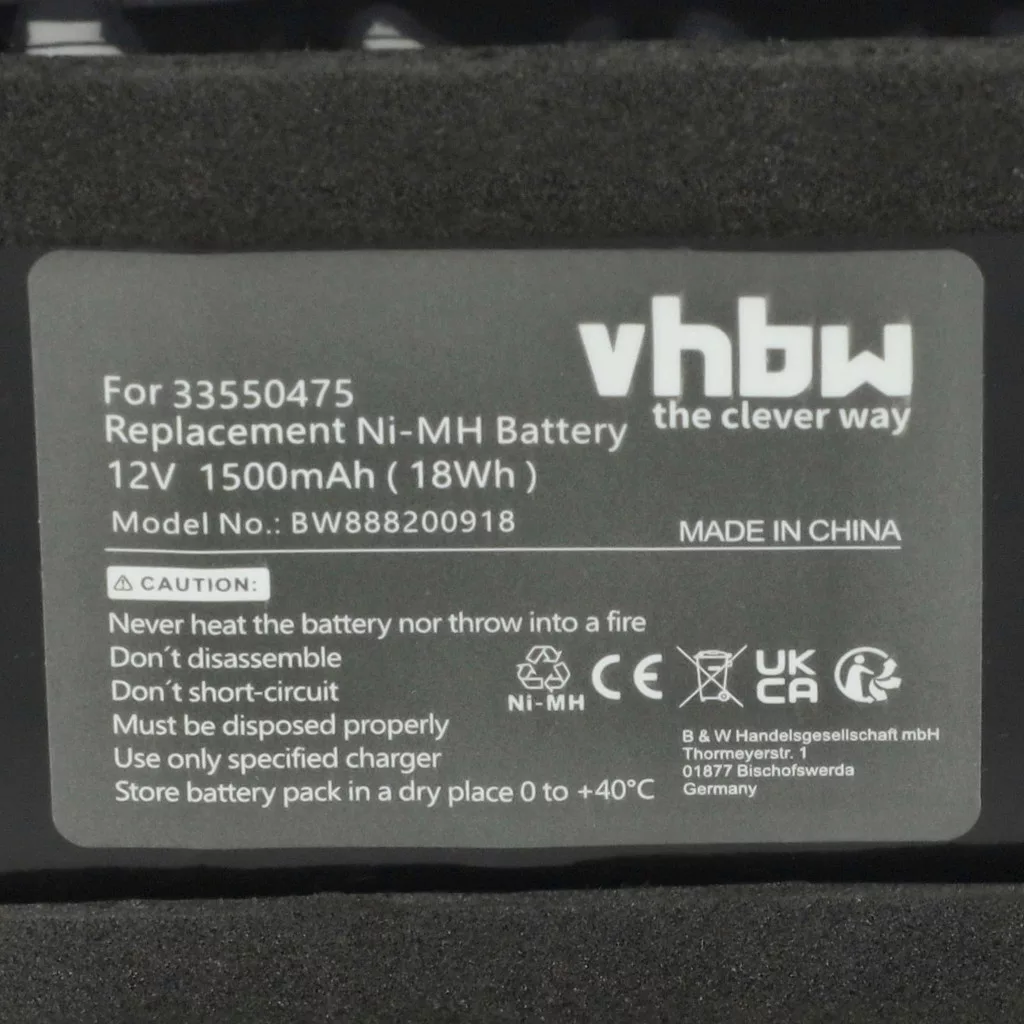 vhbw
the clever way
For 33550475
Replacement Ni-MH Battery
12V 1500mAh ( 18Wh )
Model No.: BW888200918
MADE IN CHINA
⚠ CAUTION:
Never heat the battery nor throw into a fire
Don´t disassemble
Don´t short-circuit
Must be disposed properly
Use only specified charger
Store battery pack in a dry place 0 to +40°C
Ni-MH
CE
UK
CA
B & W Handelsgesellschaft mbH
Thormeyerstr. 1
01877 Bischofswerda
Germany